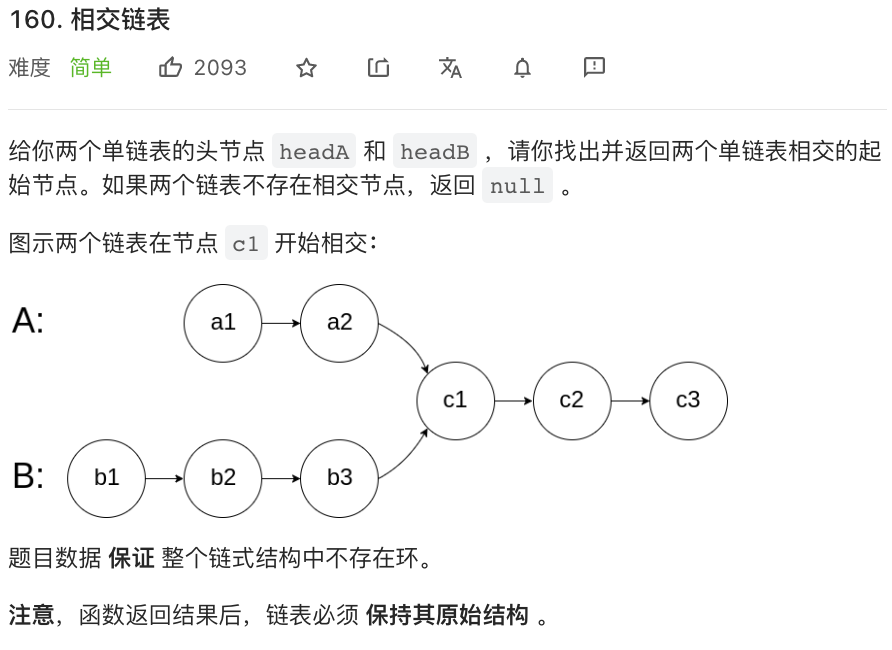 160. 相交链表
难度 简单 2093
给你两个单链表的头节点 headA 和 headB ，请你找出并返回两个单链表相交的起
始节点。如果两个链表不存在相交节点，返回 null 。
图示两个链表在节点 c1 开始相交：
A: a1 a2
c1 c2 c3
B: b1 b2 b3
题目数据 保证 整个链式结构中不存在环。
注意，函数返回结果后，链表必须 保持其原始结构 。